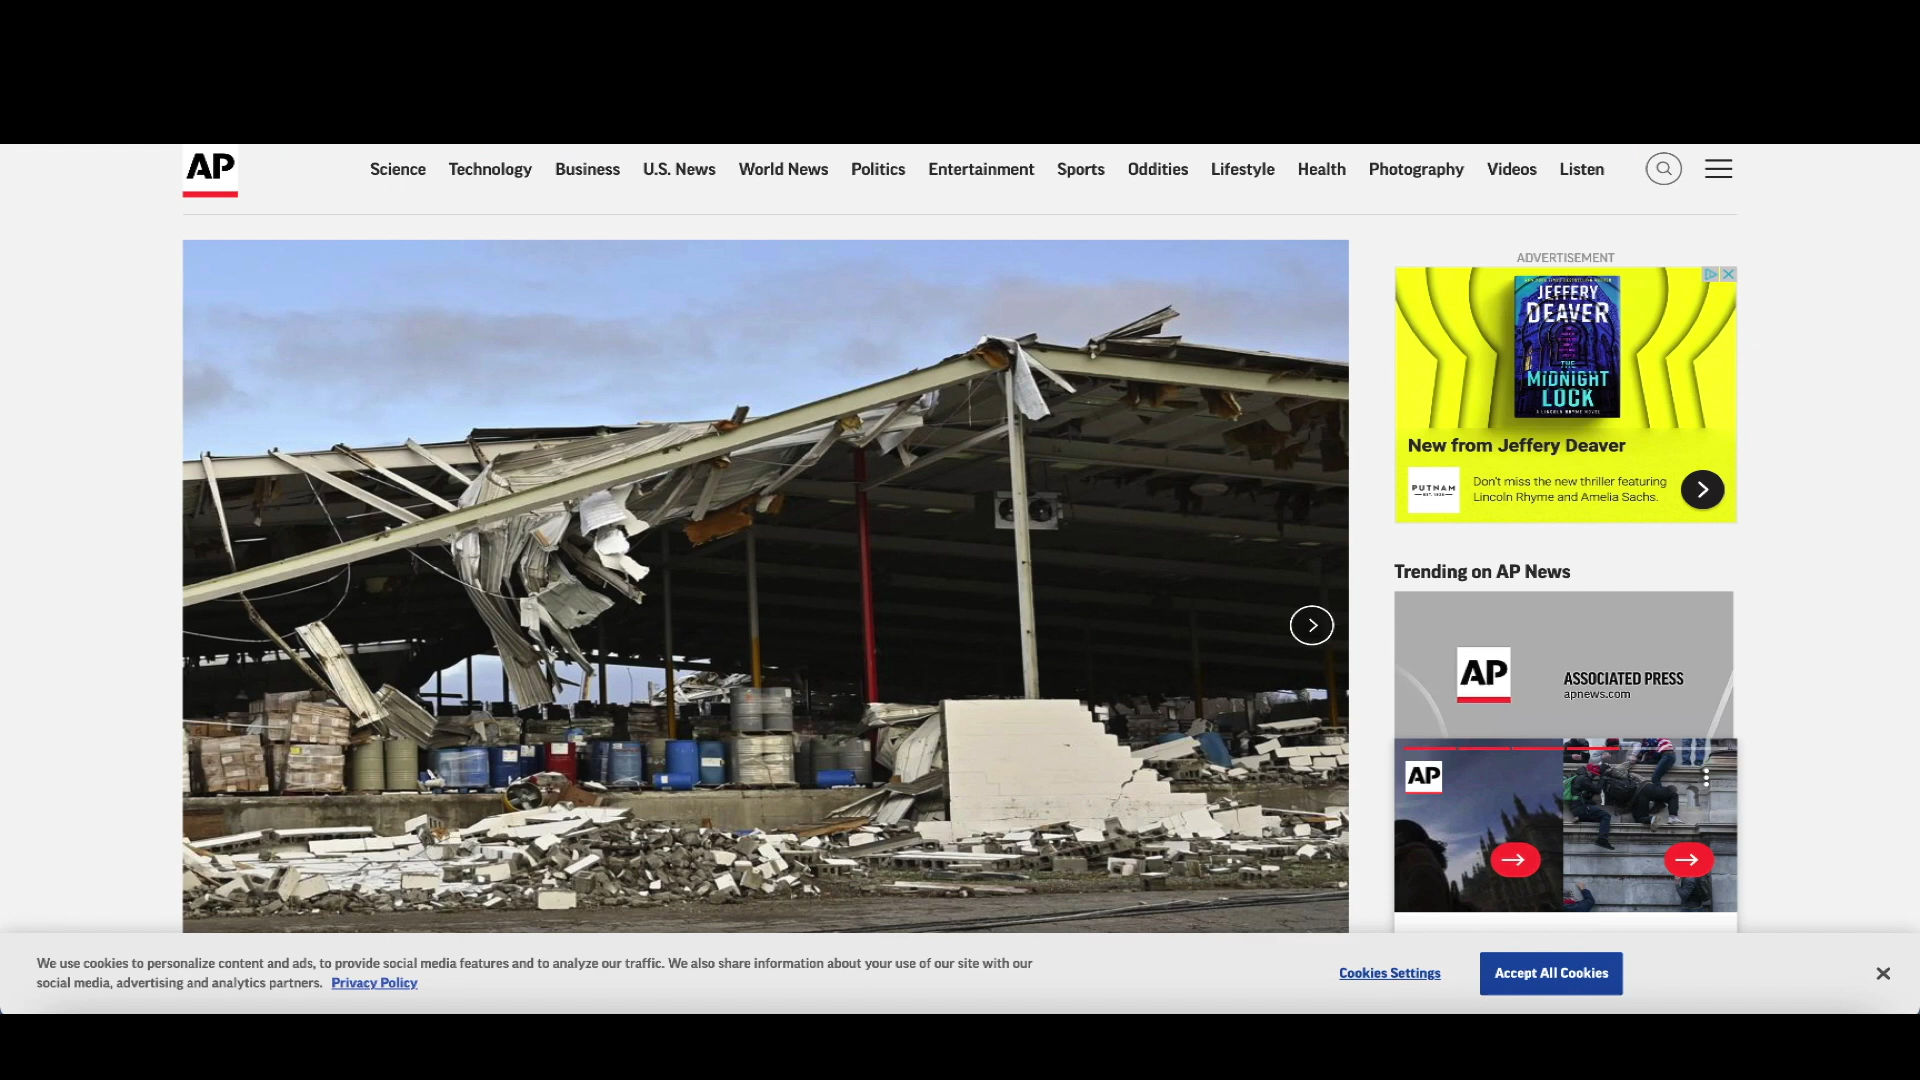 AP
Science Technology Business U.S. News World News Politics Entertainment Sports Oddities Lifestyle Health Photography Videos Listen
ADVERTISEMENT
JEFFERY
DEAVER
THE
MIDNIGHT
LOCK
A LINCOLN RHYME NOVEL
New from Jeffery Deaver
PUTNAM
Don't miss the new thriller featuring
Lincoln Rhyme and Amelia Sachs.
Trending on AP News
AP
ASSOCIATED PRESS
apnews.com
AP
We use cookies to personalize content and ads, to provide social media features and to analyze our traffic. We also share information about your use of our site with our
social media, advertising and analytics partners. Privacy Policy
Cookies Settings
Accept All Cookies